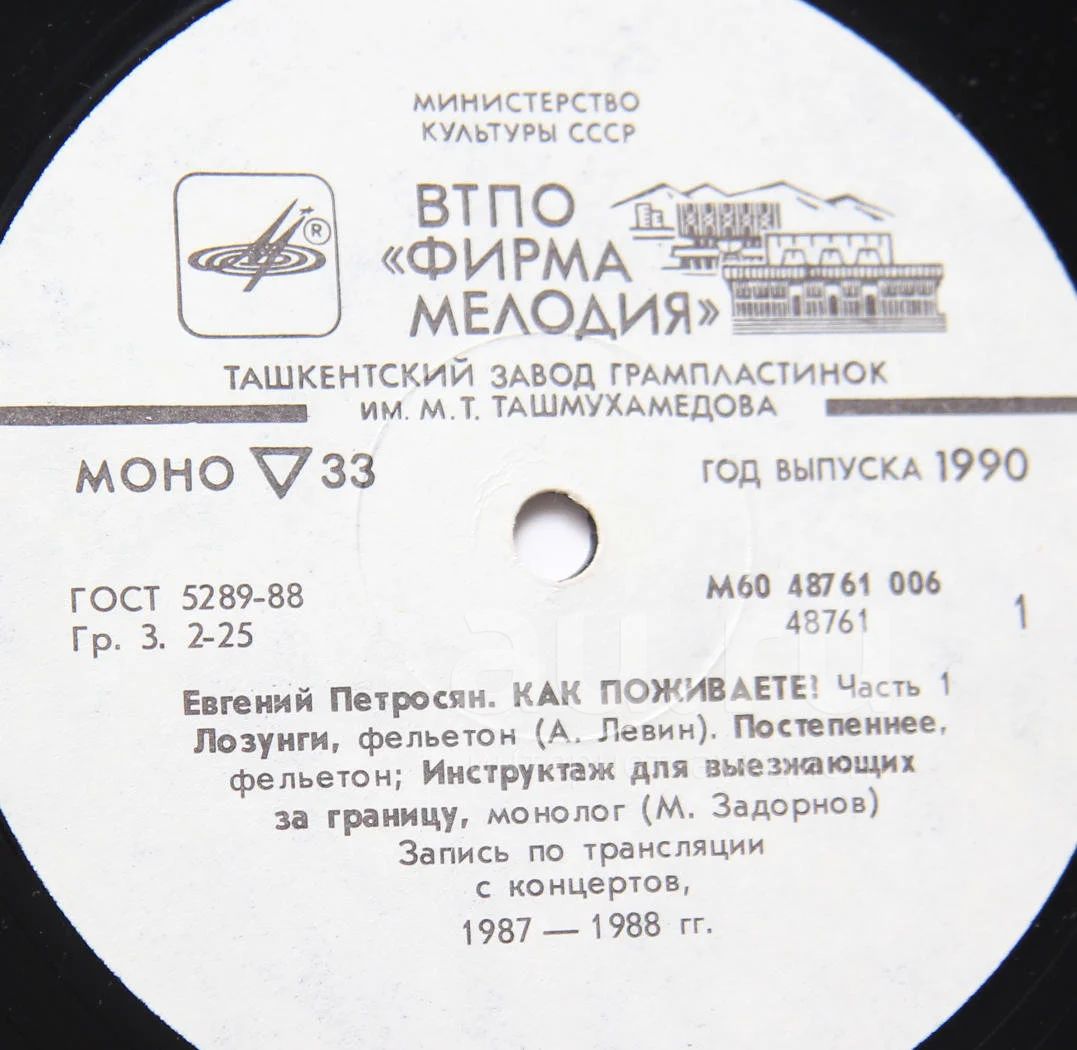 МИНИСТЕРСТВО
КУЛЬТУРЫ СССР
ВТПО
«ФИРМА
МЕЛОДИЯ»
®
ТАШКЕНТСКИЙ ЗАВОД ГРАМПЛАСТИНОК
ИМ. М.Т. ТАШМУХАМЕДОВА
МОНО 33
ГОД ВЫПУСКА 1990
ГОСТ 5289-88
Гр. 3. 2-25
М60 48761 006
48761
1
Евгений Петросян. КАК ПОЖИВАЕТЕ! Часть 1
Лозунги, фельетон (А. Левин). Постепеннее,
фельетон; Инструктаж для выезжающих
за границу, монолог (М. Задорнов)
Запись по трансляции
с концертов,
1987 — 1988 гг.
au.ru